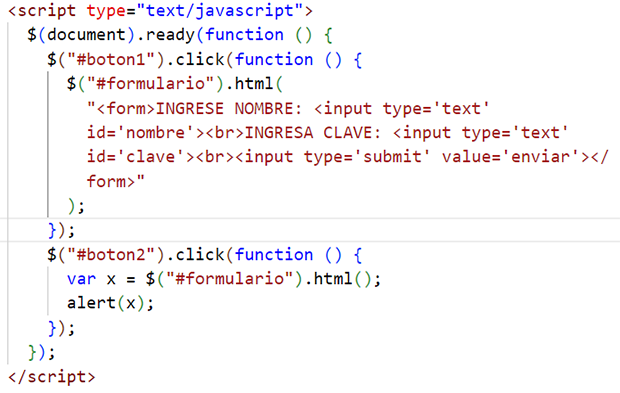 <script type="text/javascript">
  $(document).ready(function () {
    $("#boton1").click(function () {
      $("#formulario").html(
        "<form>INGRESE NOMBRE: <input type='text'
        id='nombre'><br>INGRESA CLAVE: <input type='text'
        id='clave'><br><input type='submit' value='enviar'></
        form>"
      );
    });
    $("#boton2").click(function () {
      var x = $("#formulario").html();
      alert(x);
    });
  });
</script>